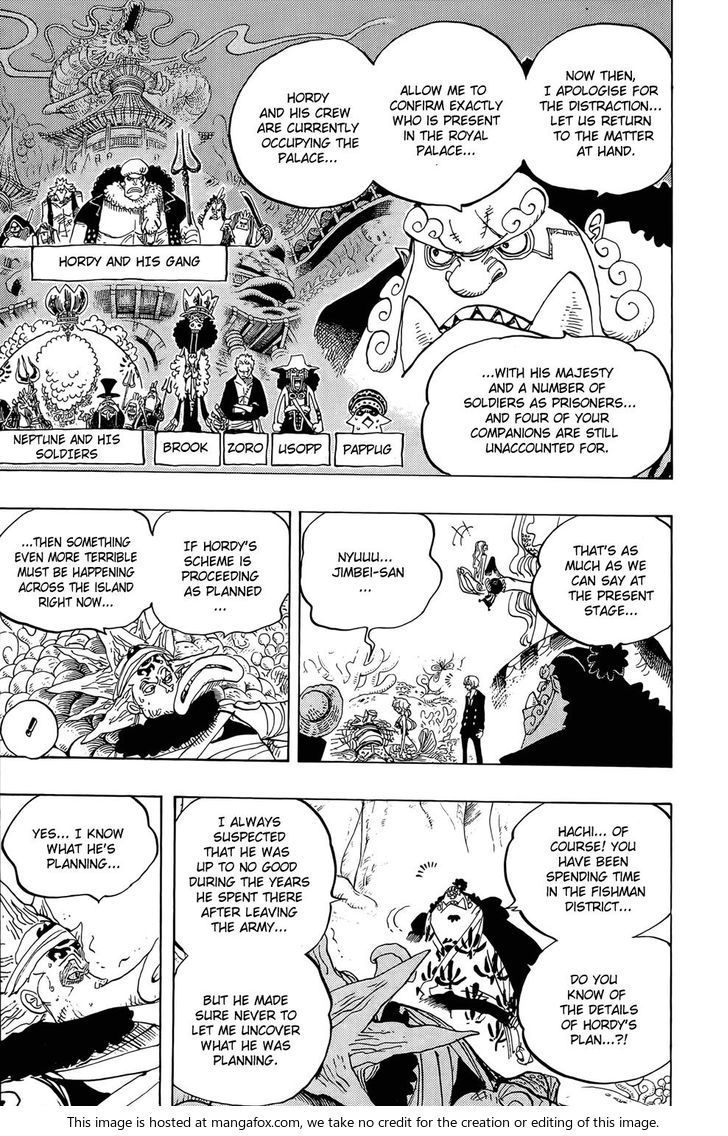 NOW THEN,
I APOLOGISE FOR
THE DISTRACTION...
LET US RETURN
TO THE MATTER
AT HAND.
ALLOW ME TO
CONFIRM EXACTLY
WHO IS PRESENT
IN THE ROYAL
PALACE...
HORDY
AND HIS CREW
ARE CURRENTLY
OCCUPYING THE
PALACE...
HORDY AND HIS GANG
...WITH HIS MAJESTY
AND A NUMBER OF
SOLDIERS AS PRISONERS...
AND FOUR OF YOUR
COMPANIONS ARE STILL
UNACCOUNTED FOR.
NEPTUNE AND HIS
SOLDIERS
BROOK
ZORO
USOPP
PAPPUG
THAT'S AS
MUCH AS WE
CAN SAY AT
THE PRESENT
STAGE...
NYUUU...
JIMBEI-SAN
...
IF HORDY'S
SCHEME IS
PROCEEDING
AS PLANNED
...
...THEN SOMETHING
EVEN MORE TERRIBLE
MUST BE HAPPENING
ACROSS THE ISLAND
RIGHT NOW...
HACHI... OF
COURSE! YOU
HAVE BEEN
SPENDING TIME
IN THE FISHMAN
DISTRICT...
DO YOU
KNOW OF
THE DETAILS
OF HORDY'S
PLAN...?!
I ALWAYS
SUSPECTED
THAT HE WAS
UP TO NO GOOD
DURING THE YEARS
HE SPENT THERE
AFTER LEAVING
THE ARMY...
BUT HE MADE
SURE NEVER TO
LET ME UNCOVER
WHAT HE WAS
PLANNING.
YES... I KNOW
WHAT HE'S
PLANNING...
This image is hosted at mangafox.com, we take no credit for the creation or editing of this image.